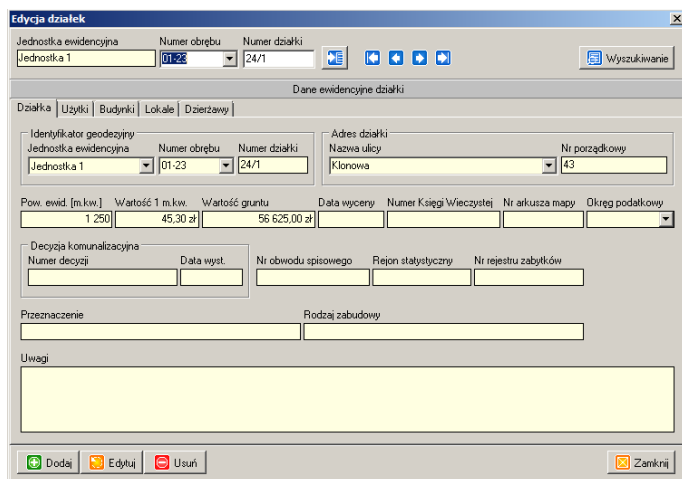 Edycja działek
Jednostka ewidencyjna Numer obrębu Numer działki
Jednostka 1 01-23 24/1 Wyszukiwanie
Dane ewidencyjne działki
Działka Użytki Budynki Lokale Dzierżawy
Identyfikator geodezyjny Adres działki
Jednostka ewidencyjna Numer obrębu Numer działki Nazwa ulicy Nr porządkowy
Jednostka 1 01-23 24/1 Klonowa 43
Pow. ewid. [m.kw.] Wartość 1 m.kw. Wartość gruntu Data wyceny Numer Księgi Wieczystej Nr arkusza mapy Okręg podatkowy
1 250 45,30 zł 56 625,00 zł
Decyzja komunalizacyjna
Numer decyzji Data wyst. Nr obwodu spisowego Rejon statystyczny Nr rejestru zabytków
Przeznaczenie Rodzaj zabudowy
Uwagi
Dodaj Edytuj Usuń Zamknij